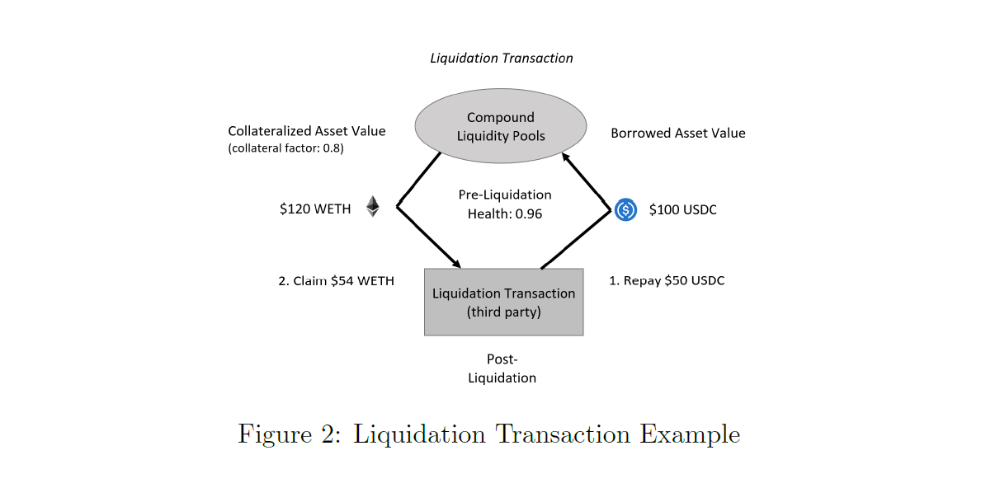 Liquidation Transaction
Compound
Liquidity Pools
Collateralized Asset Value
(collateral factor: 0.8)
Borrowed Asset Value
Pre-Liquidation
Health: 0.96
$120 WETH
$100 USDC
2. Claim $54 WETH
1. Repay $50 USDC
Liquidation Transaction
(third party)
Post-
Liquidation
Figure 2: Liquidation Transaction Example